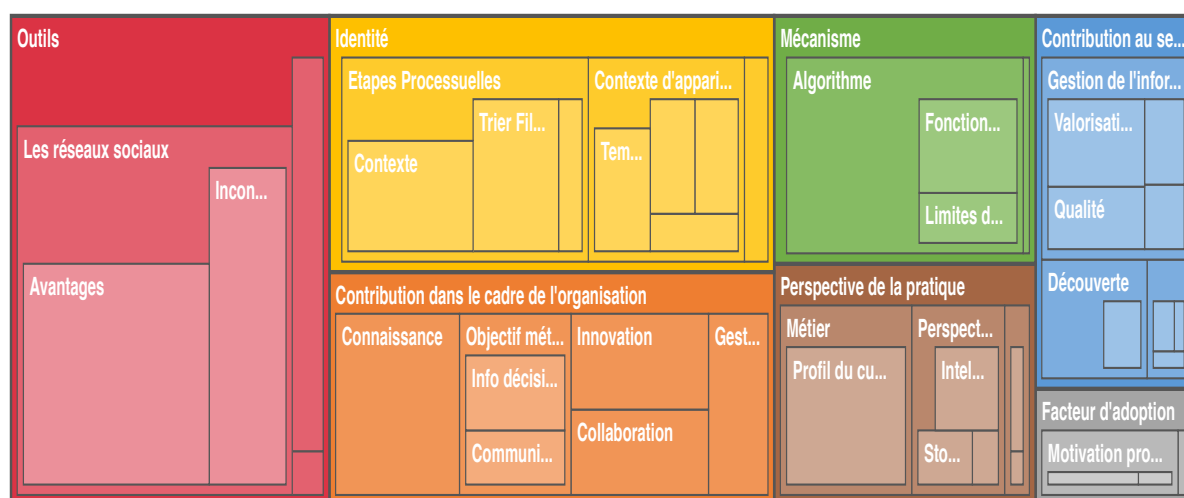 Outils
Les réseaux sociaux
Incon...
Avantages
Identité
Etapes Processuelles
Trier Fil...
Contexte
Contexte d'appari...
Tem...
Contribution dans le cadre de l'organisation
Connaissance
Objectif mét...
Info décisi...
Communi...
Innovation
Collaboration
Gest...
Mécanisme
Algorithme
Fonction...
Limites d...
Perspective de la pratique
Métier
Profil du cu...
Perspect...
Intel...
Sto...
Contribution au se...
Gestion de l'infor...
Valorisati...
Qualité
Découverte
Facteur d'adoption
Motivation pro...